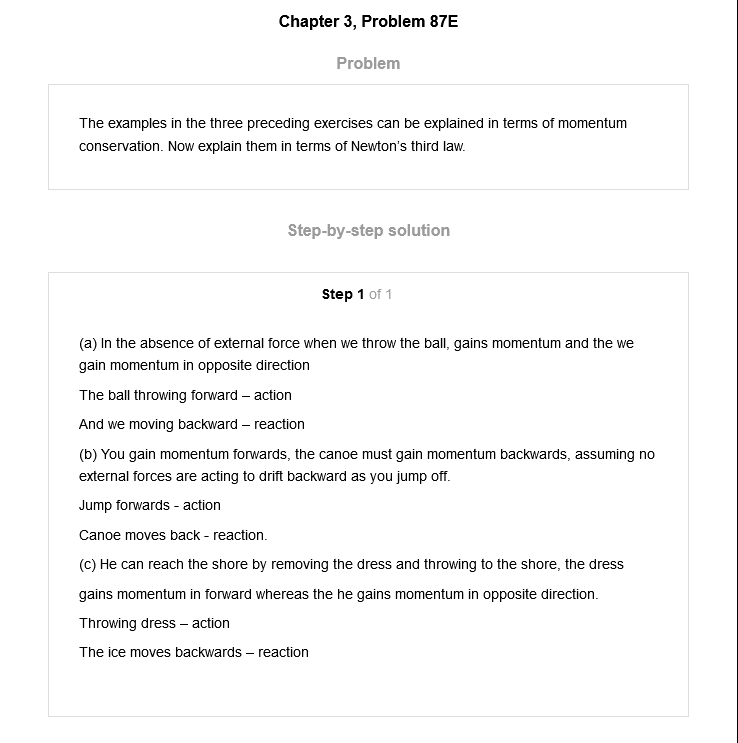 Chapter 3, Problem 87E
Problem
The examples in the three preceding exercises can be explained in terms of momentum
conservation. Now explain them in terms of Newton’s third law.
Step-by-step solution
Step 1 of 1
(a) In the absence of external force when we throw the ball, gains momentum and the we
gain momentum in opposite direction
The ball throwing forward – action
And we moving backward – reaction
(b) You gain momentum forwards, the canoe must gain momentum backwards, assuming no
external forces are acting to drift backward as you jump off.
Jump forwards - action
Canoe moves back - reaction.
(c) He can reach the shore by removing the dress and throwing to the shore, the dress
gains momentum in forward whereas the he gains momentum in opposite direction.
Throwing dress – action
The ice moves backwards – reaction